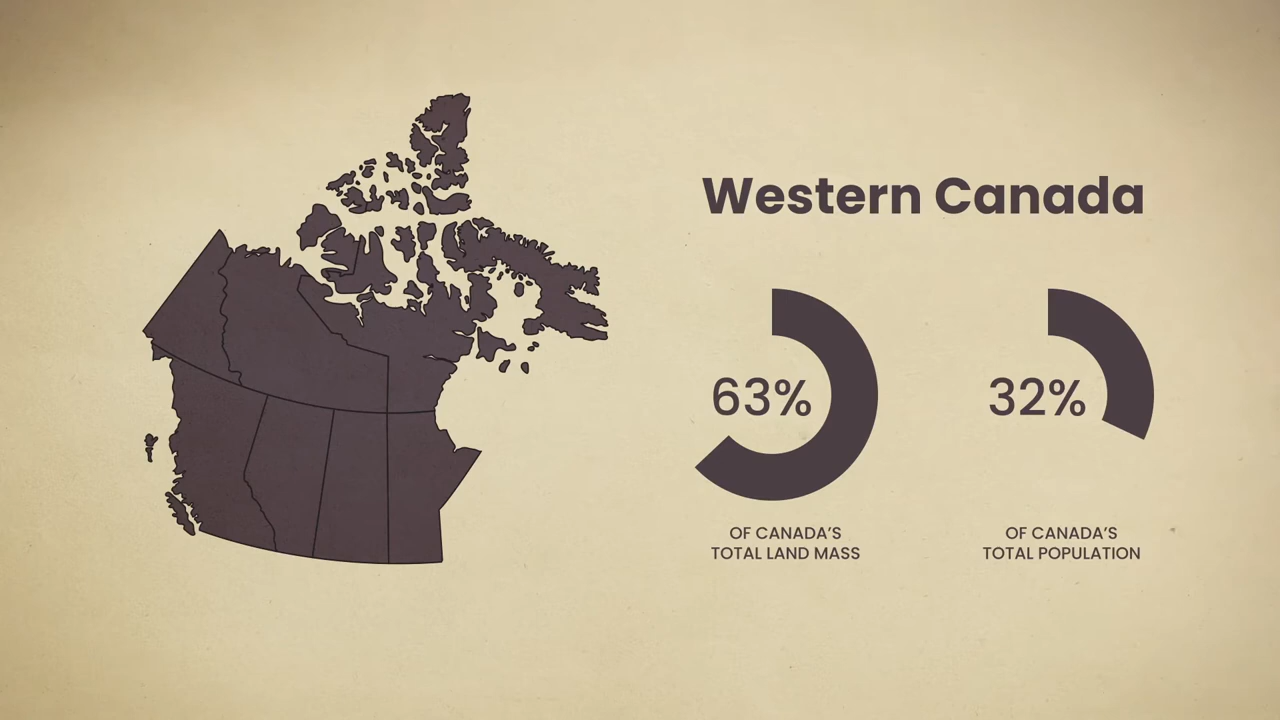 Western Canada
63%
32%
OF CANADA’S
TOTAL LAND MASS
OF CANADA’S
TOTAL POPULATION